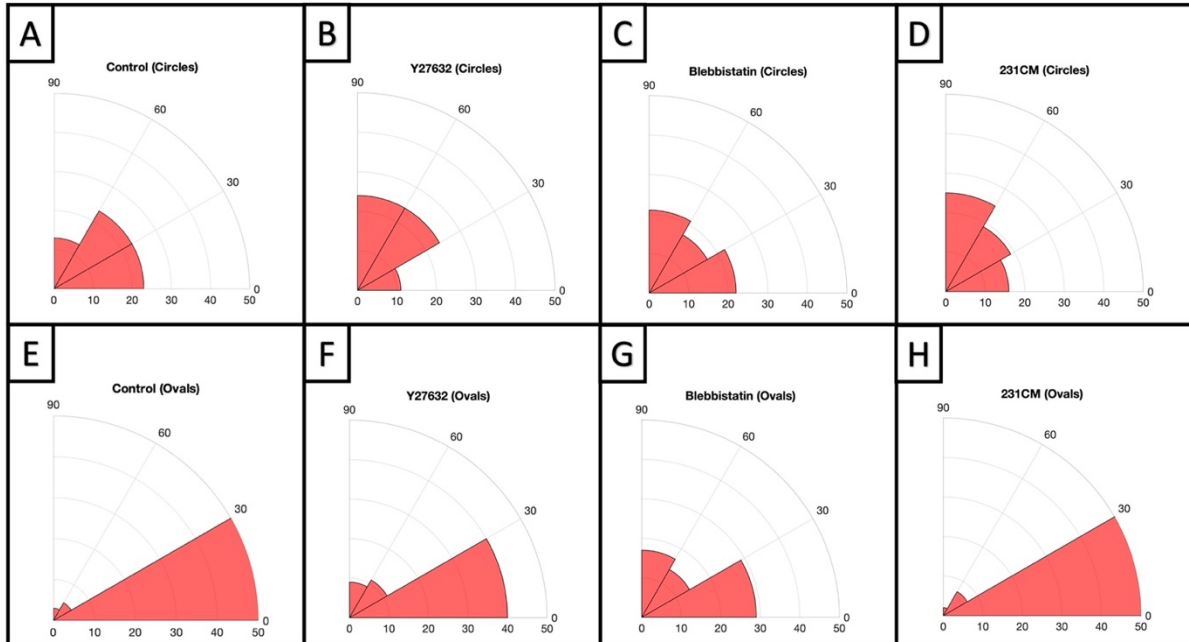 A
Control (Circles)
90
60
30
0
0 10 20 30 40 50
B
Y27632 (Circles)
90
60
30
0
0 10 20 30 40 50
C
Blebbistatin (Circles)
90
60
30
0
0 10 20 30 40 50
D
231CM (Circles)
90
60
30
0
0 10 20 30 40 50
E
Control (Ovals)
90
60
30
0
0 10 20 30 40 50
F
Y27632 (Ovals)
90
60
30
0
0 10 20 30 40 50
G
Blebbistatin (Ovals)
90
60
30
0
0 10 20 30 40 50
H
231CM (Ovals)
90
60
30
0
0 10 20 30 40 50